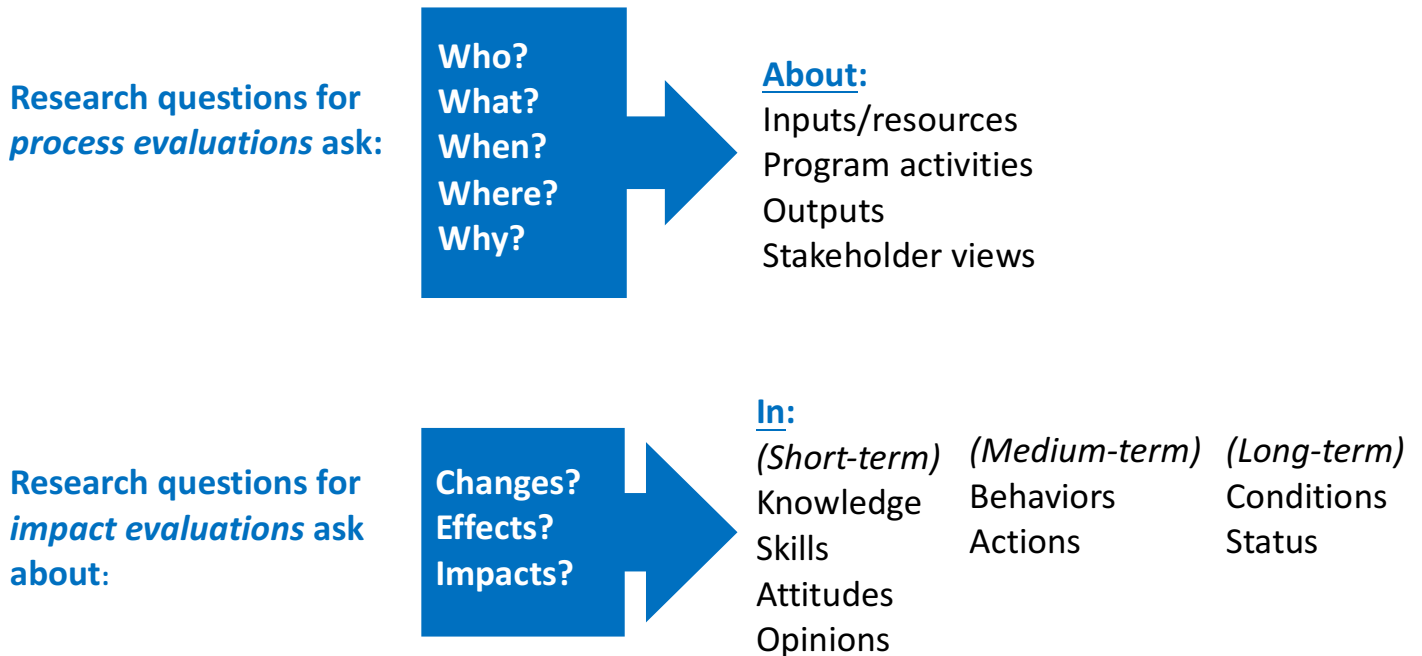 Research questions for
process evaluations ask:
Who?
What?
When?
Where?
Why?
About:
Inputs/resources
Program activities
Outputs
Stakeholder views
Research questions for
impact evaluations ask
about:
Changes?
Effects?
Impacts?
In:
(Short-term)
Knowledge
Skills
Attitudes
Opinions
(Medium-term)
Behaviors
Actions
(Long-term)
Conditions
Status